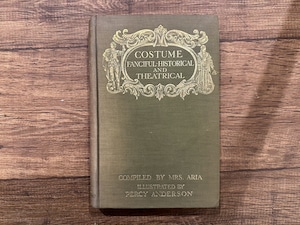 COSTUME
FANCIFUL·HISTORICAL
AND
THEATRICAL
COMPILED BY MRS. ARIA
ILLUSTRATED BY
PERCY ANDERSON